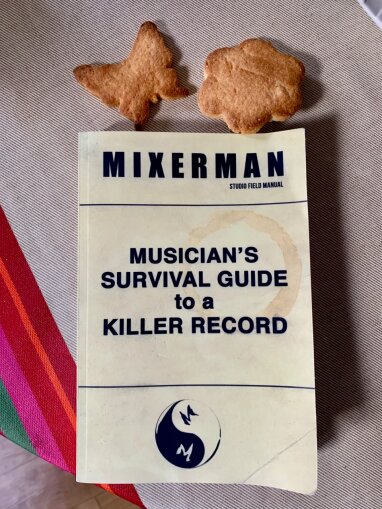 MIXERMAN
STUDIO FIELD MANUAL
MUSICIAN'S
SURVIVAL GUIDE
to a
KILLER RECORD
M
M